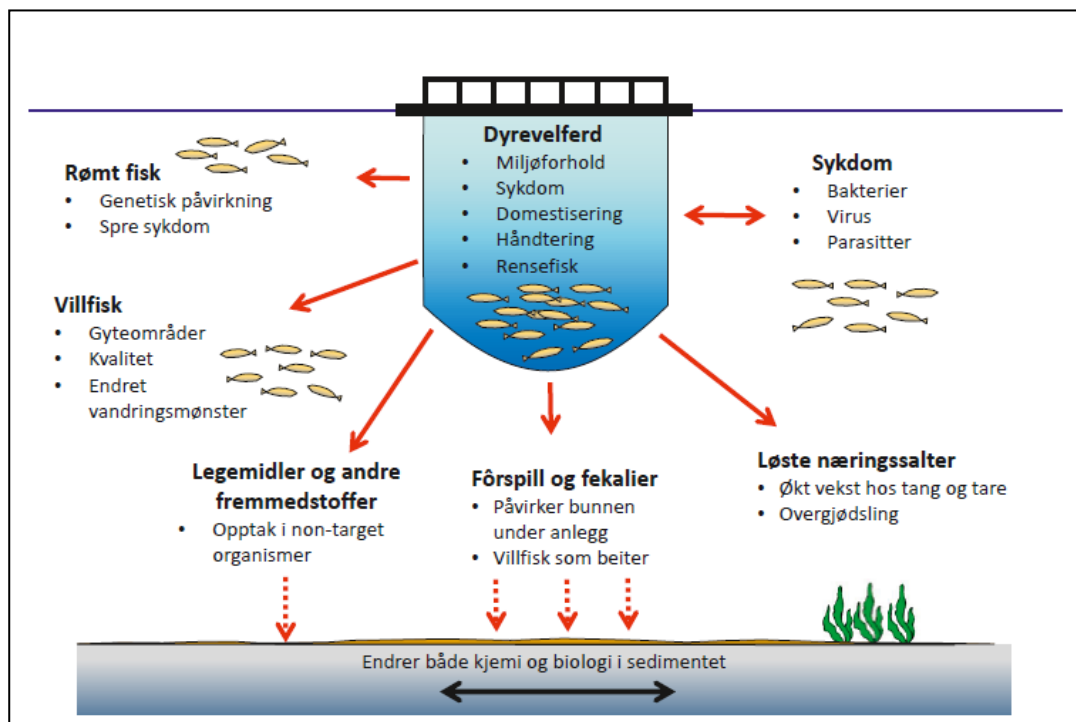 Dyrevelferd
• Miljøforhold
• Sykdom
• Domestisering
• Håndtering
• Rensefisk
Rømt fisk
• Genetisk påvirkning
• Spre sykdom
Sykdom
• Bakterier
• Virus
• Parasitter
Villfisk
• Gyteområder
• Kvalitet
• Endret
vandringsmønster
Legemidler og andre
fremmedstoffer
• Opptak i non-target
organismer
Fôrspill og fekalier
• Påvirker bunnen
under anlegg
• Villfisk som beiter
Løste næringssalter
• Økt vekst hos tang og tare
• Overgjødsling
Endrer både kjemi og biologi i sedimentet